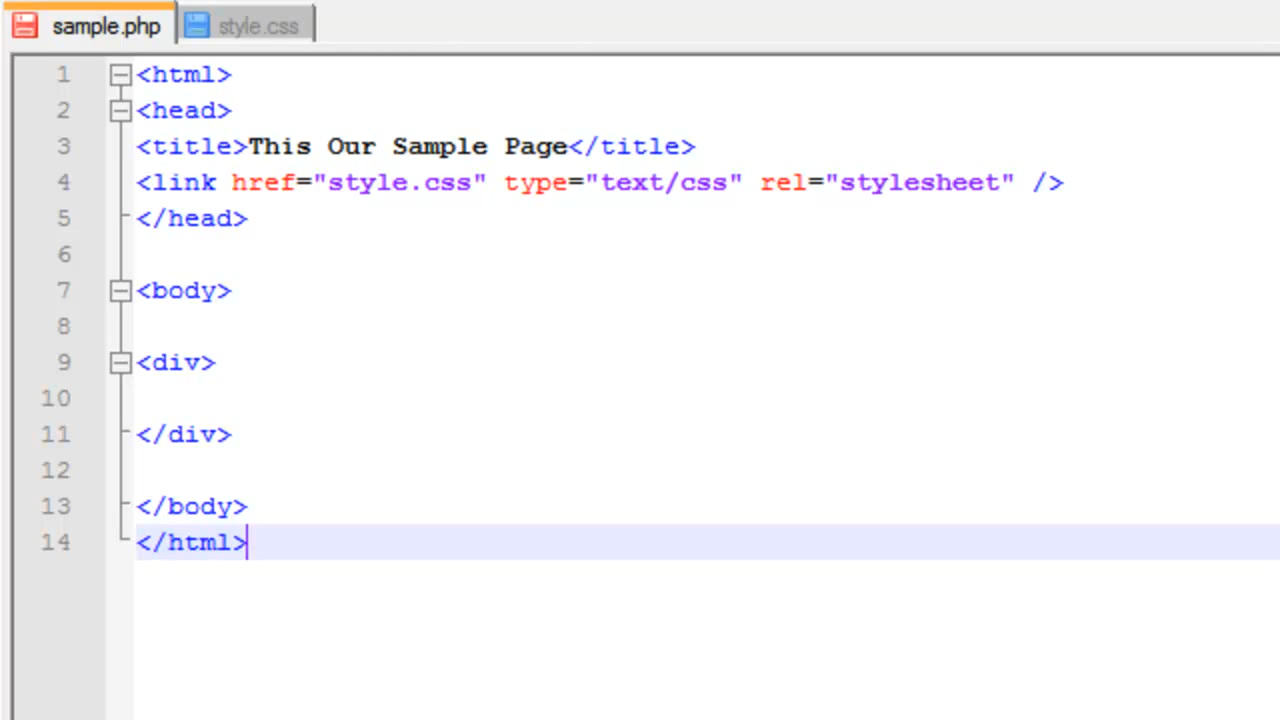 sample.php style.css
1 <html>
2 <head>
3 <title>This Our Sample Page</title>
4 <link href="style.css" type="text/css" rel="stylesheet" />
5 </head>
6
7 <body>
8
9 <div>
10
11 </div>
12
13 </body>
14 </html>